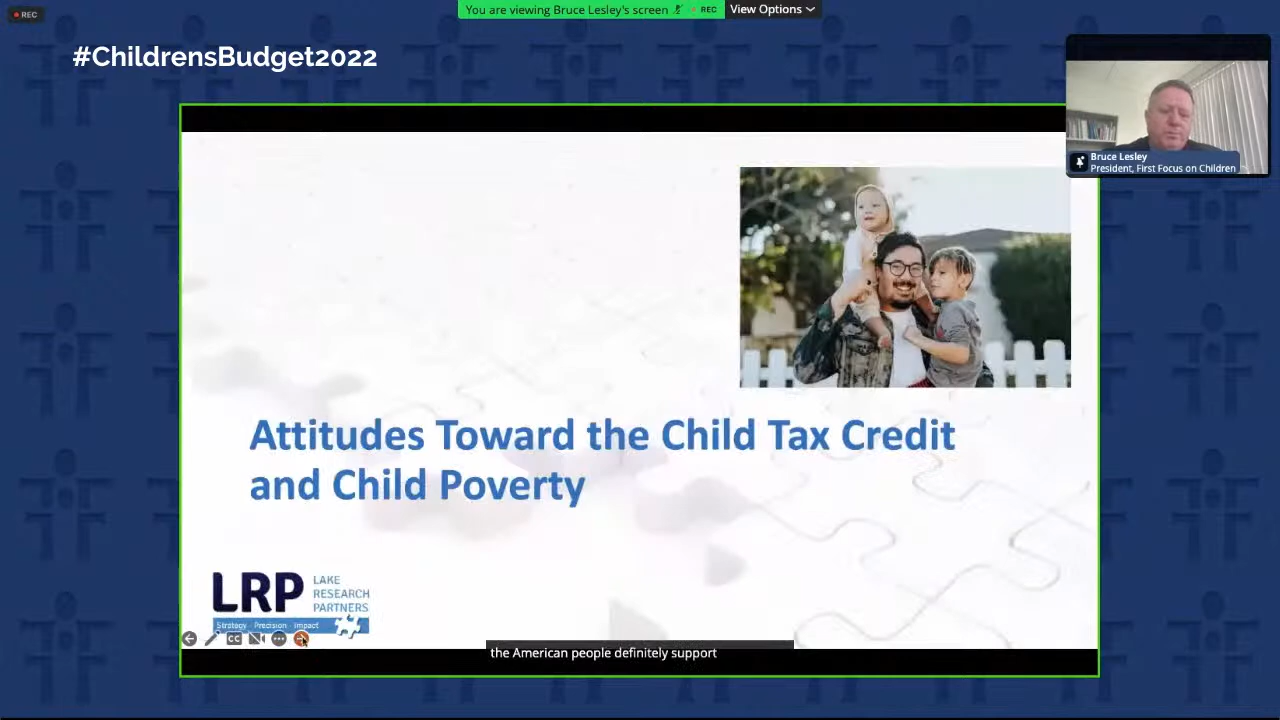 REC
You are viewing Bruce Lesley's screen
REC
View Options
#ChildrensBudget2022
Bruce Lesley
President, First Focus on Children
Attitudes Toward the Child Tax Credit
and Child Poverty
LRP
LAKE
RESEARCH
PARTNERS
Strategy · Precision · Impact
CC
the American people definitely support